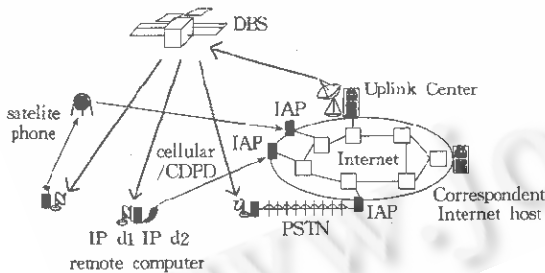 DBS
Uplink Center
satelite
phone
IAP
IAP
cellular
/CDPD
Internet
Correspondent
Internet host
IAP
PSTN
IP d1 IP d2
remote computer